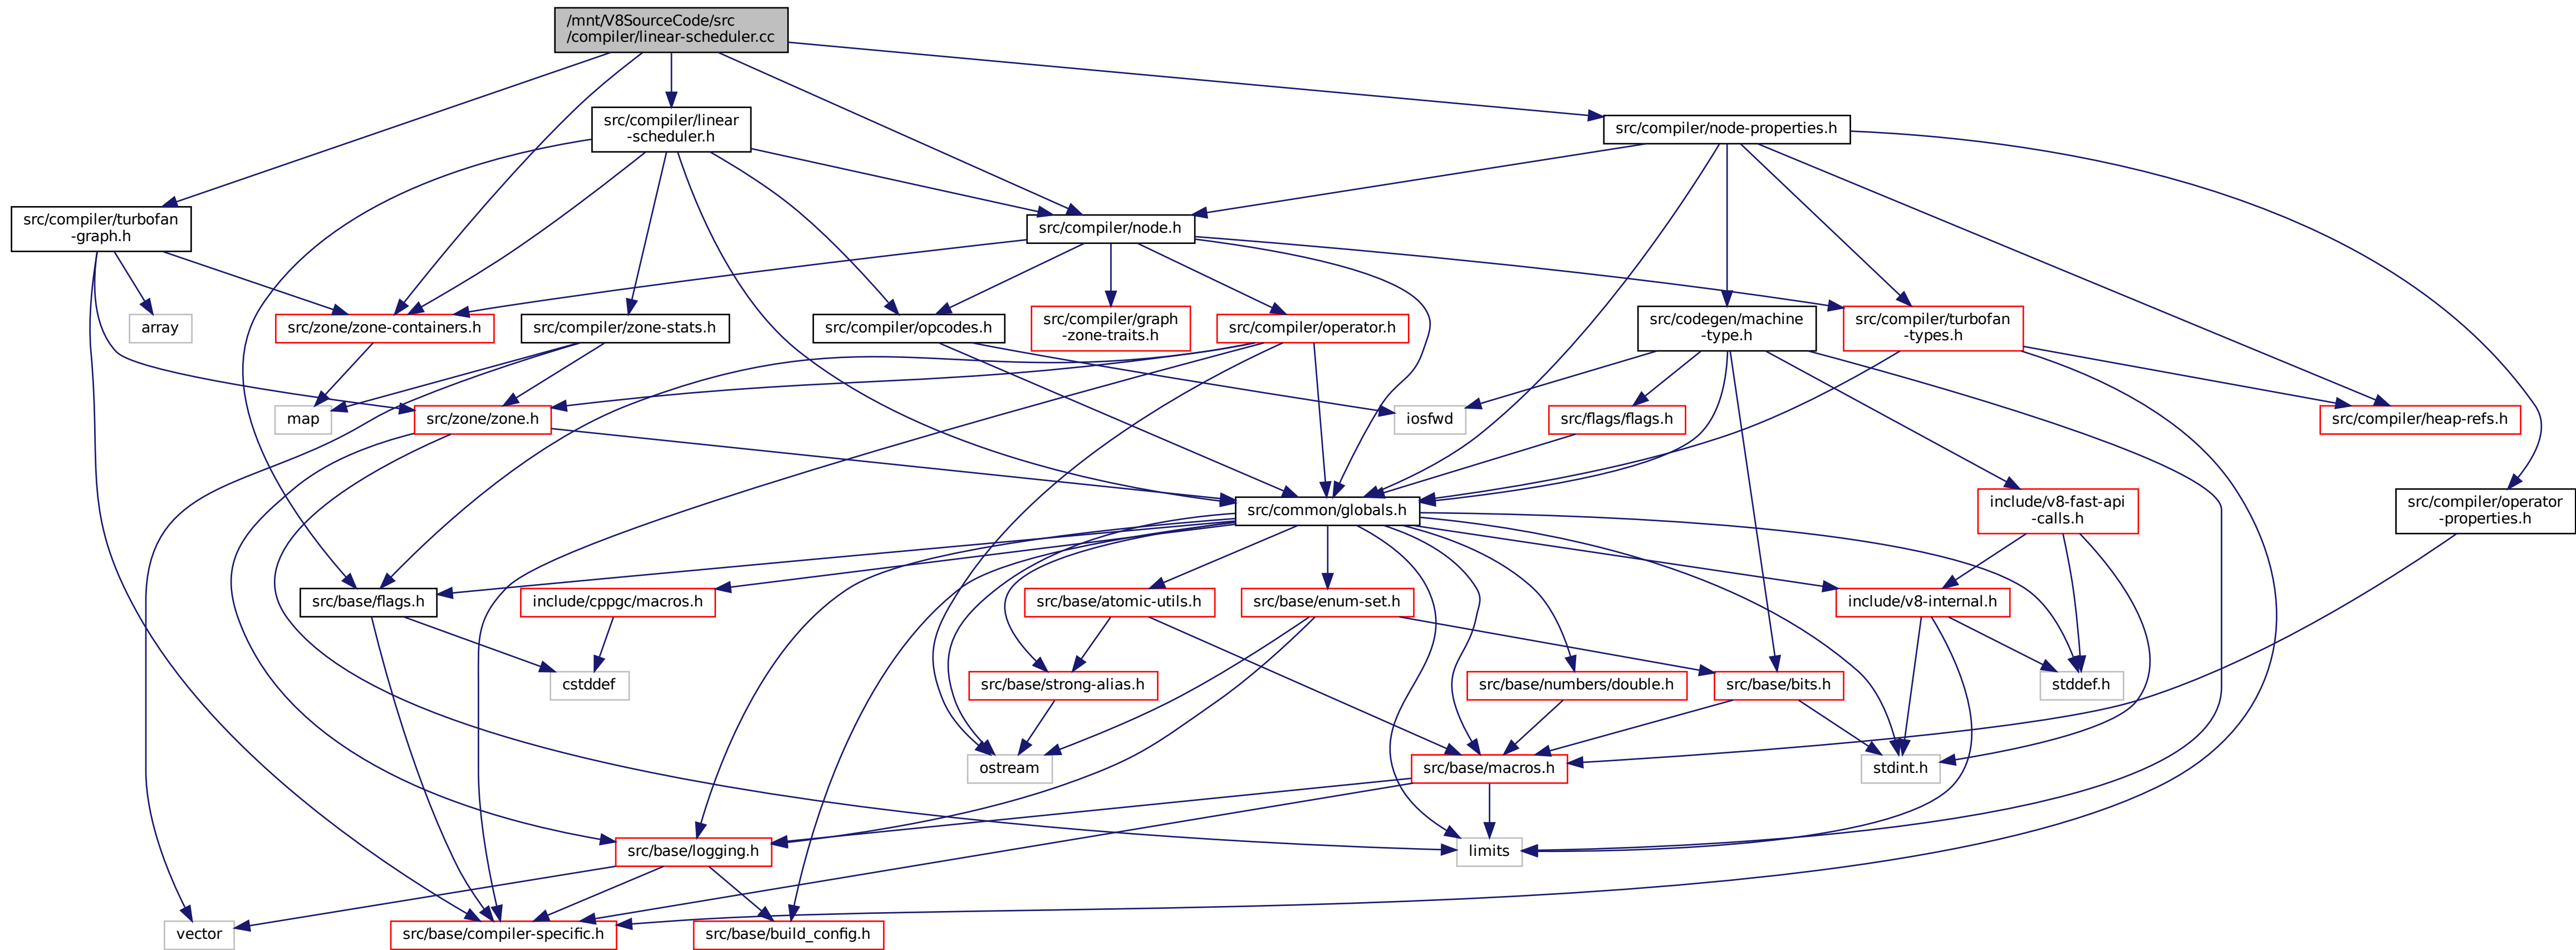 /mnt/V8SourceCode/src
/compiler/linear-scheduler.cc
src/compiler/linear
-scheduler.h
src/compiler/node-properties.h
src/compiler/turbofan
-graph.h
src/compiler/node.h
array
src/zone/zone-containers.h
src/compiler/zone-stats.h
src/compiler/opcodes.h
src/compiler/graph
-zone-traits.h
src/compiler/operator.h
src/codegen/machine
-type.h
src/compiler/turbofan
-types.h
map
src/zone/zone.h
iosfwd
src/flags/flags.h
src/compiler/heap-refs.h
src/common/globals.h
include/v8-fast-api
-calls.h
src/compiler/operator
-properties.h
src/base/flags.h
include/cppgc/macros.h
src/base/atomic-utils.h
src/base/enum-set.h
include/v8-internal.h
cstddef
src/base/strong-alias.h
src/base/numbers/double.h
src/base/bits.h
stddef.h
ostream
src/base/macros.h
stdint.h
src/base/logging.h
limits
vector
src/base/compiler-specific.h
src/base/build_config.h